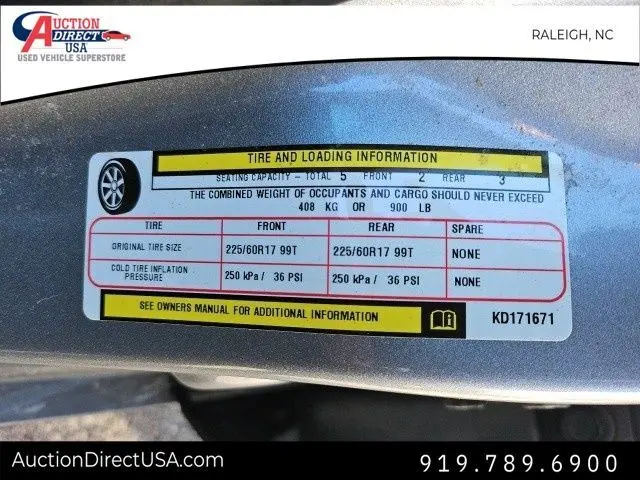 AUCTION
DIRECT
USA
USED VEHICLE SUPERSTORE
RALEIGH, NC
TIRE AND LOADING INFORMATION
SEATING CAPACITY - TOTAL 5 FRONT 2 REAR 3
THE COMBINED WEIGHT OF OCCUPANTS AND CARGO SHOULD NEVER EXCEED
408 KG OR 900 LB
TIRE FRONT REAR SPARE
ORIGINAL TIRE SIZE 225/60R17 99T 225/60R17 99T NONE
COLD TIRE INFLATION PRESSURE 250 kPa / 36 PSI 250 kPa / 36 PSI NONE
SEE OWNERS MANUAL FOR ADDITIONAL INFORMATION
KD171671
AuctionDirectUSA.com
919.789.6900